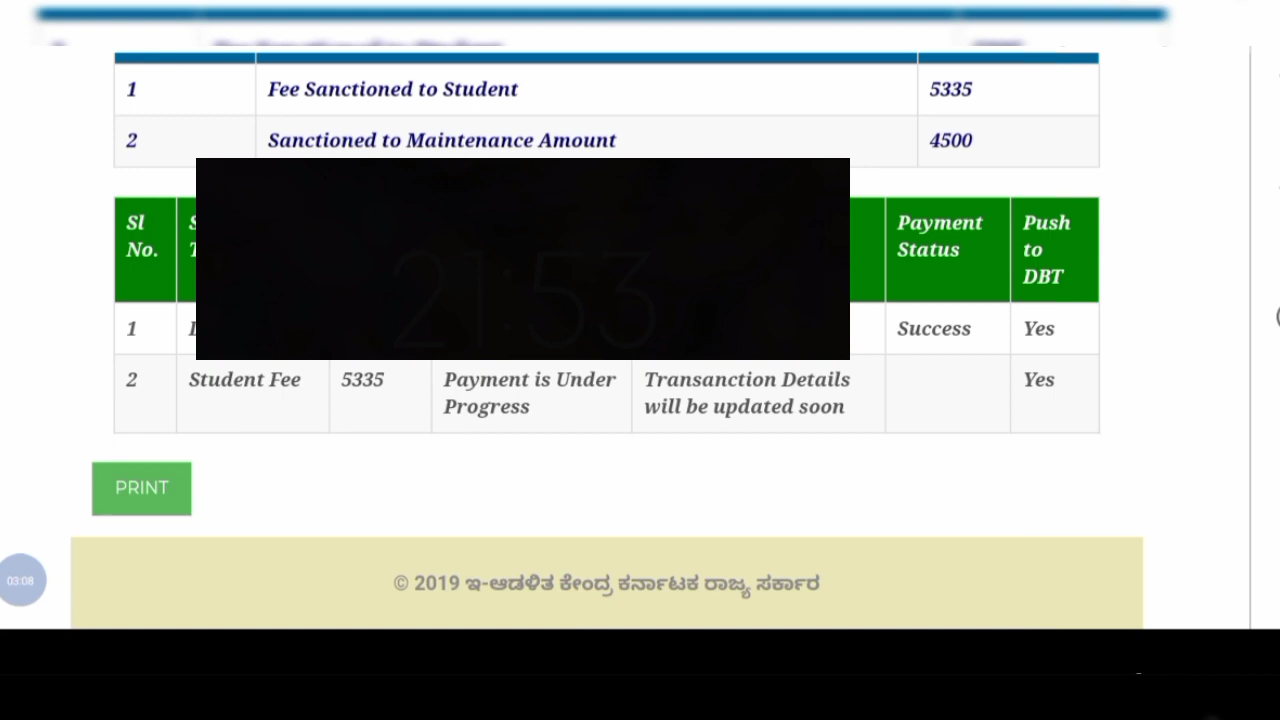 1 Fee Sanctioned to Student 5335
2 Sanctioned to Maintenance Amount 4500
Sl Payment Push
No. Status to
DBT
21:53
1 Success Yes
2 Student Fee 5335 Payment is Under Transanction Details Yes
Progress will be updated soon
PRINT
03:08
© 2019 ಇ-ಆಡಳಿತ ಕೇಂದ್ರ ಕರ್ನಾಟಕ ರಾಜ್ಯ ಸರ್ಕಾರ